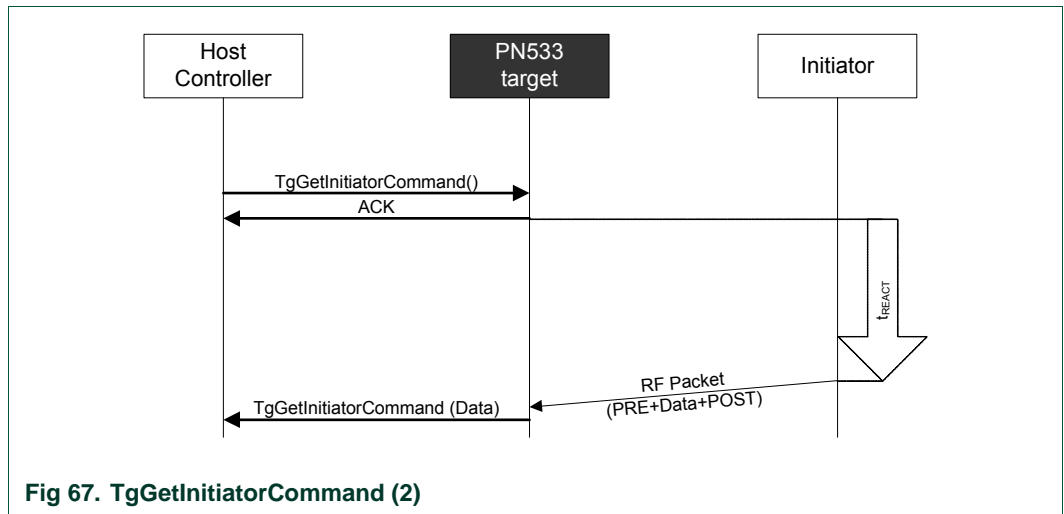 Host
Controller
PN533
target
Initiator
TgGetInitiatorCommand()
ACK
tREACT
RF Packet
(PRE+Data+POST)
TgGetInitiatorCommand (Data)
Fig 67. TgGetInitiatorCommand (2)